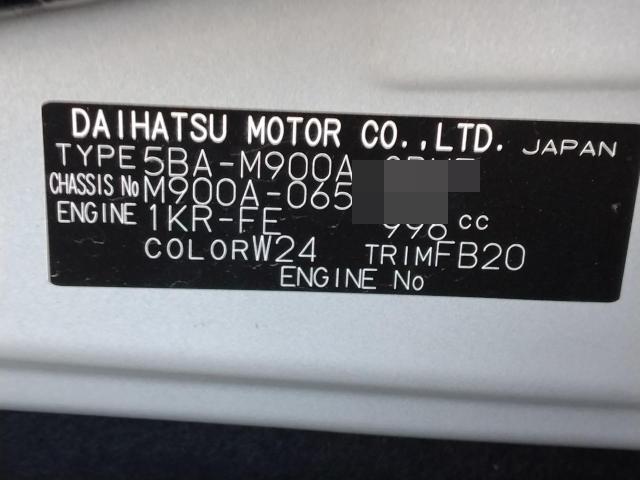 DAIHATSU MOTOR CO.,LTD. JAPAN
TYPE 5BA-M900A
CHASSIS No M900A-065
ENGINE 1KR-FE 996 cc
COLOR W24 TRIM FB20
ENGINE No